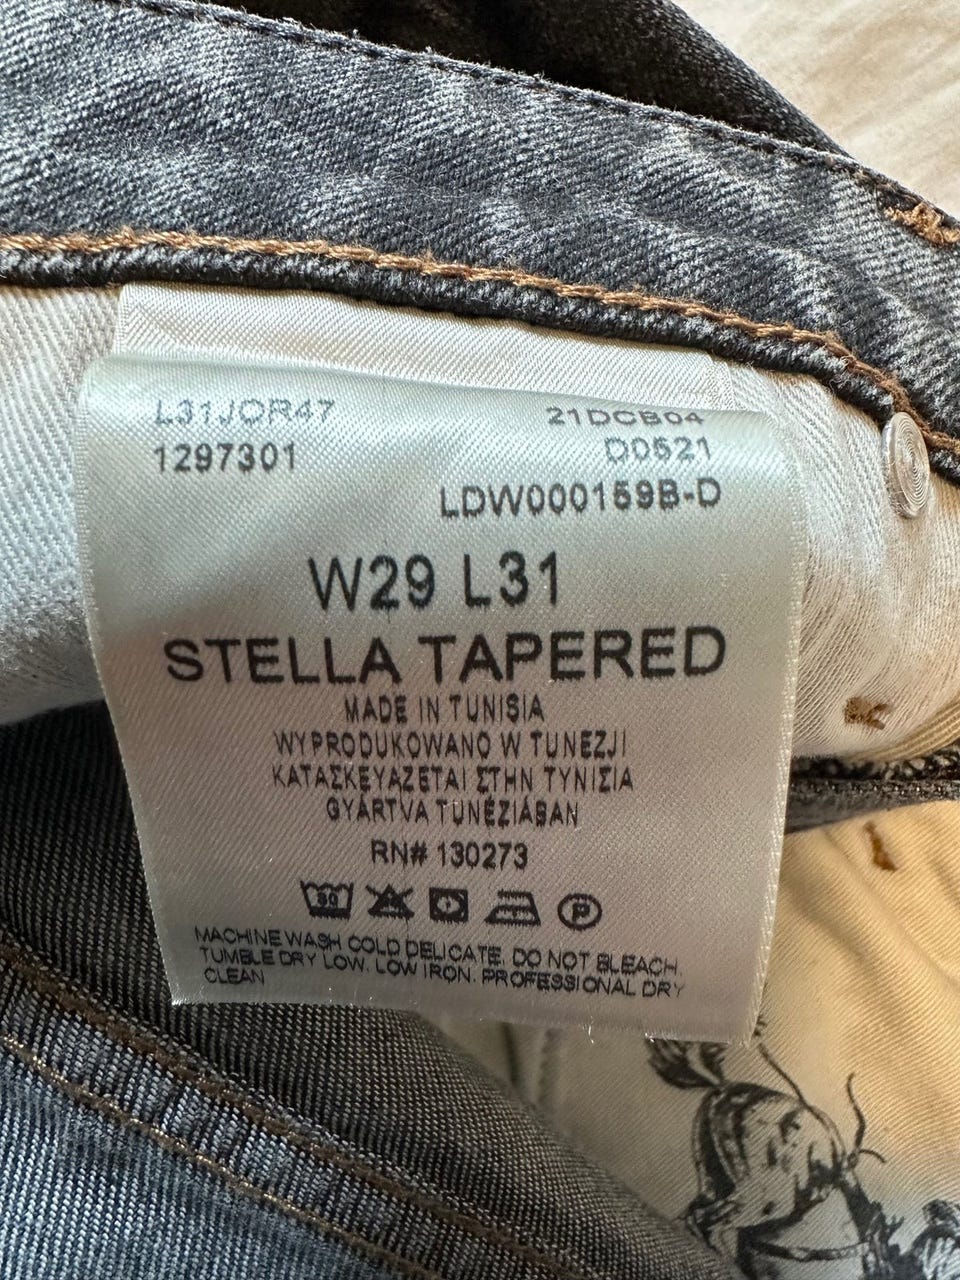 L31JOR47 21DCB04
1297301 D0521
LDW000159B-D
W29 L31
STELLA TAPERED
MADE IN TUNISIA
WYPRODUKOWANO W TUNEZJI
ΚΑΤΑΣΚΕΥΑΖΕΤΑΙ ΣΤΗΝ ΤΥΝΙΣΙΑ
GYÁRTVA TUNÉZIÁBAN
RN# 130273
30 P
MACHINE WASH COLD DELICATE. DO NOT BLEACH.
TUMBLE DRY LOW. LOW IRON. PROFESSIONAL DRY
CLEAN